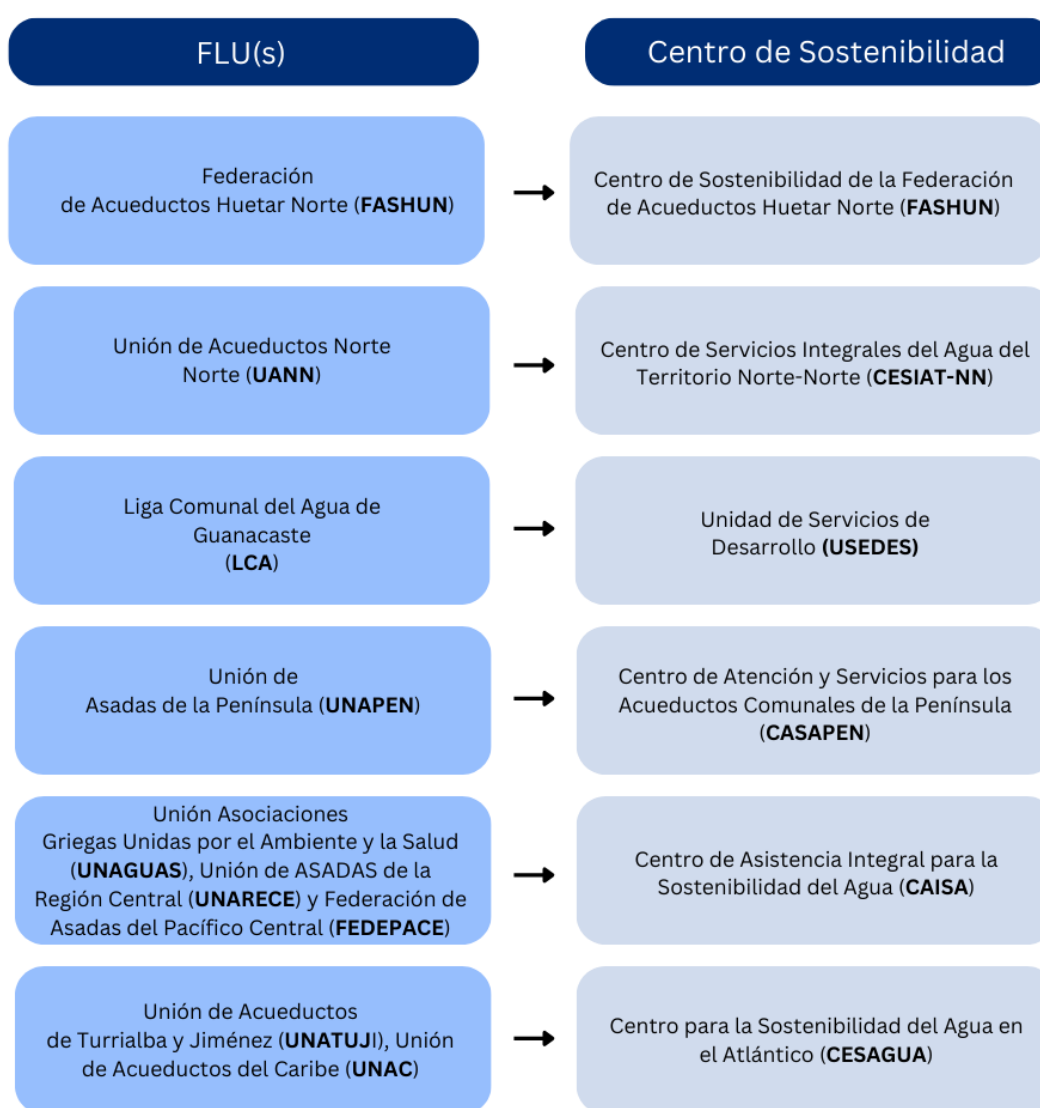 FLU(s)
Centro de Sostenibilidad
Federación
de Acueductos Huetar Norte (FASHUN)
Centro de Sostenibilidad de la Federación
de Acueductos Huetar Norte (FASHUN)
Unión de Acueductos Norte
Norte (UANN)
Centro de Servicios Integrales del Agua del
Territorio Norte-Norte (CESIAT-NN)
Liga Comunal del Agua de
Guanacaste
(LCA)
Unidad de Servicios de
Desarrollo (USEDES)
Unión de
Asadas de la Península (UNAPEN)
Centro de Atención y Servicios para los
Acueductos Comunales de la Península
(CASAPEN)
Unión Asociaciones
Griegas Unidas por el Ambiente y la Salud
(UNAGUAS), Unión de ASADAS de la
Región Central (UNARECE) y Federación de
Asadas del Pacífico Central (FEDEPACE)
Centro de Asistencia Integral para la
Sostenibilidad del Agua (CAISA)
Unión de Acueductos
de Turrialba y Jiménez (UNATUJI), Unión
de Acueductos del Caribe (UNAC)
Centro para la Sostenibilidad del Agua en
el Atlántico (CESAGUA)